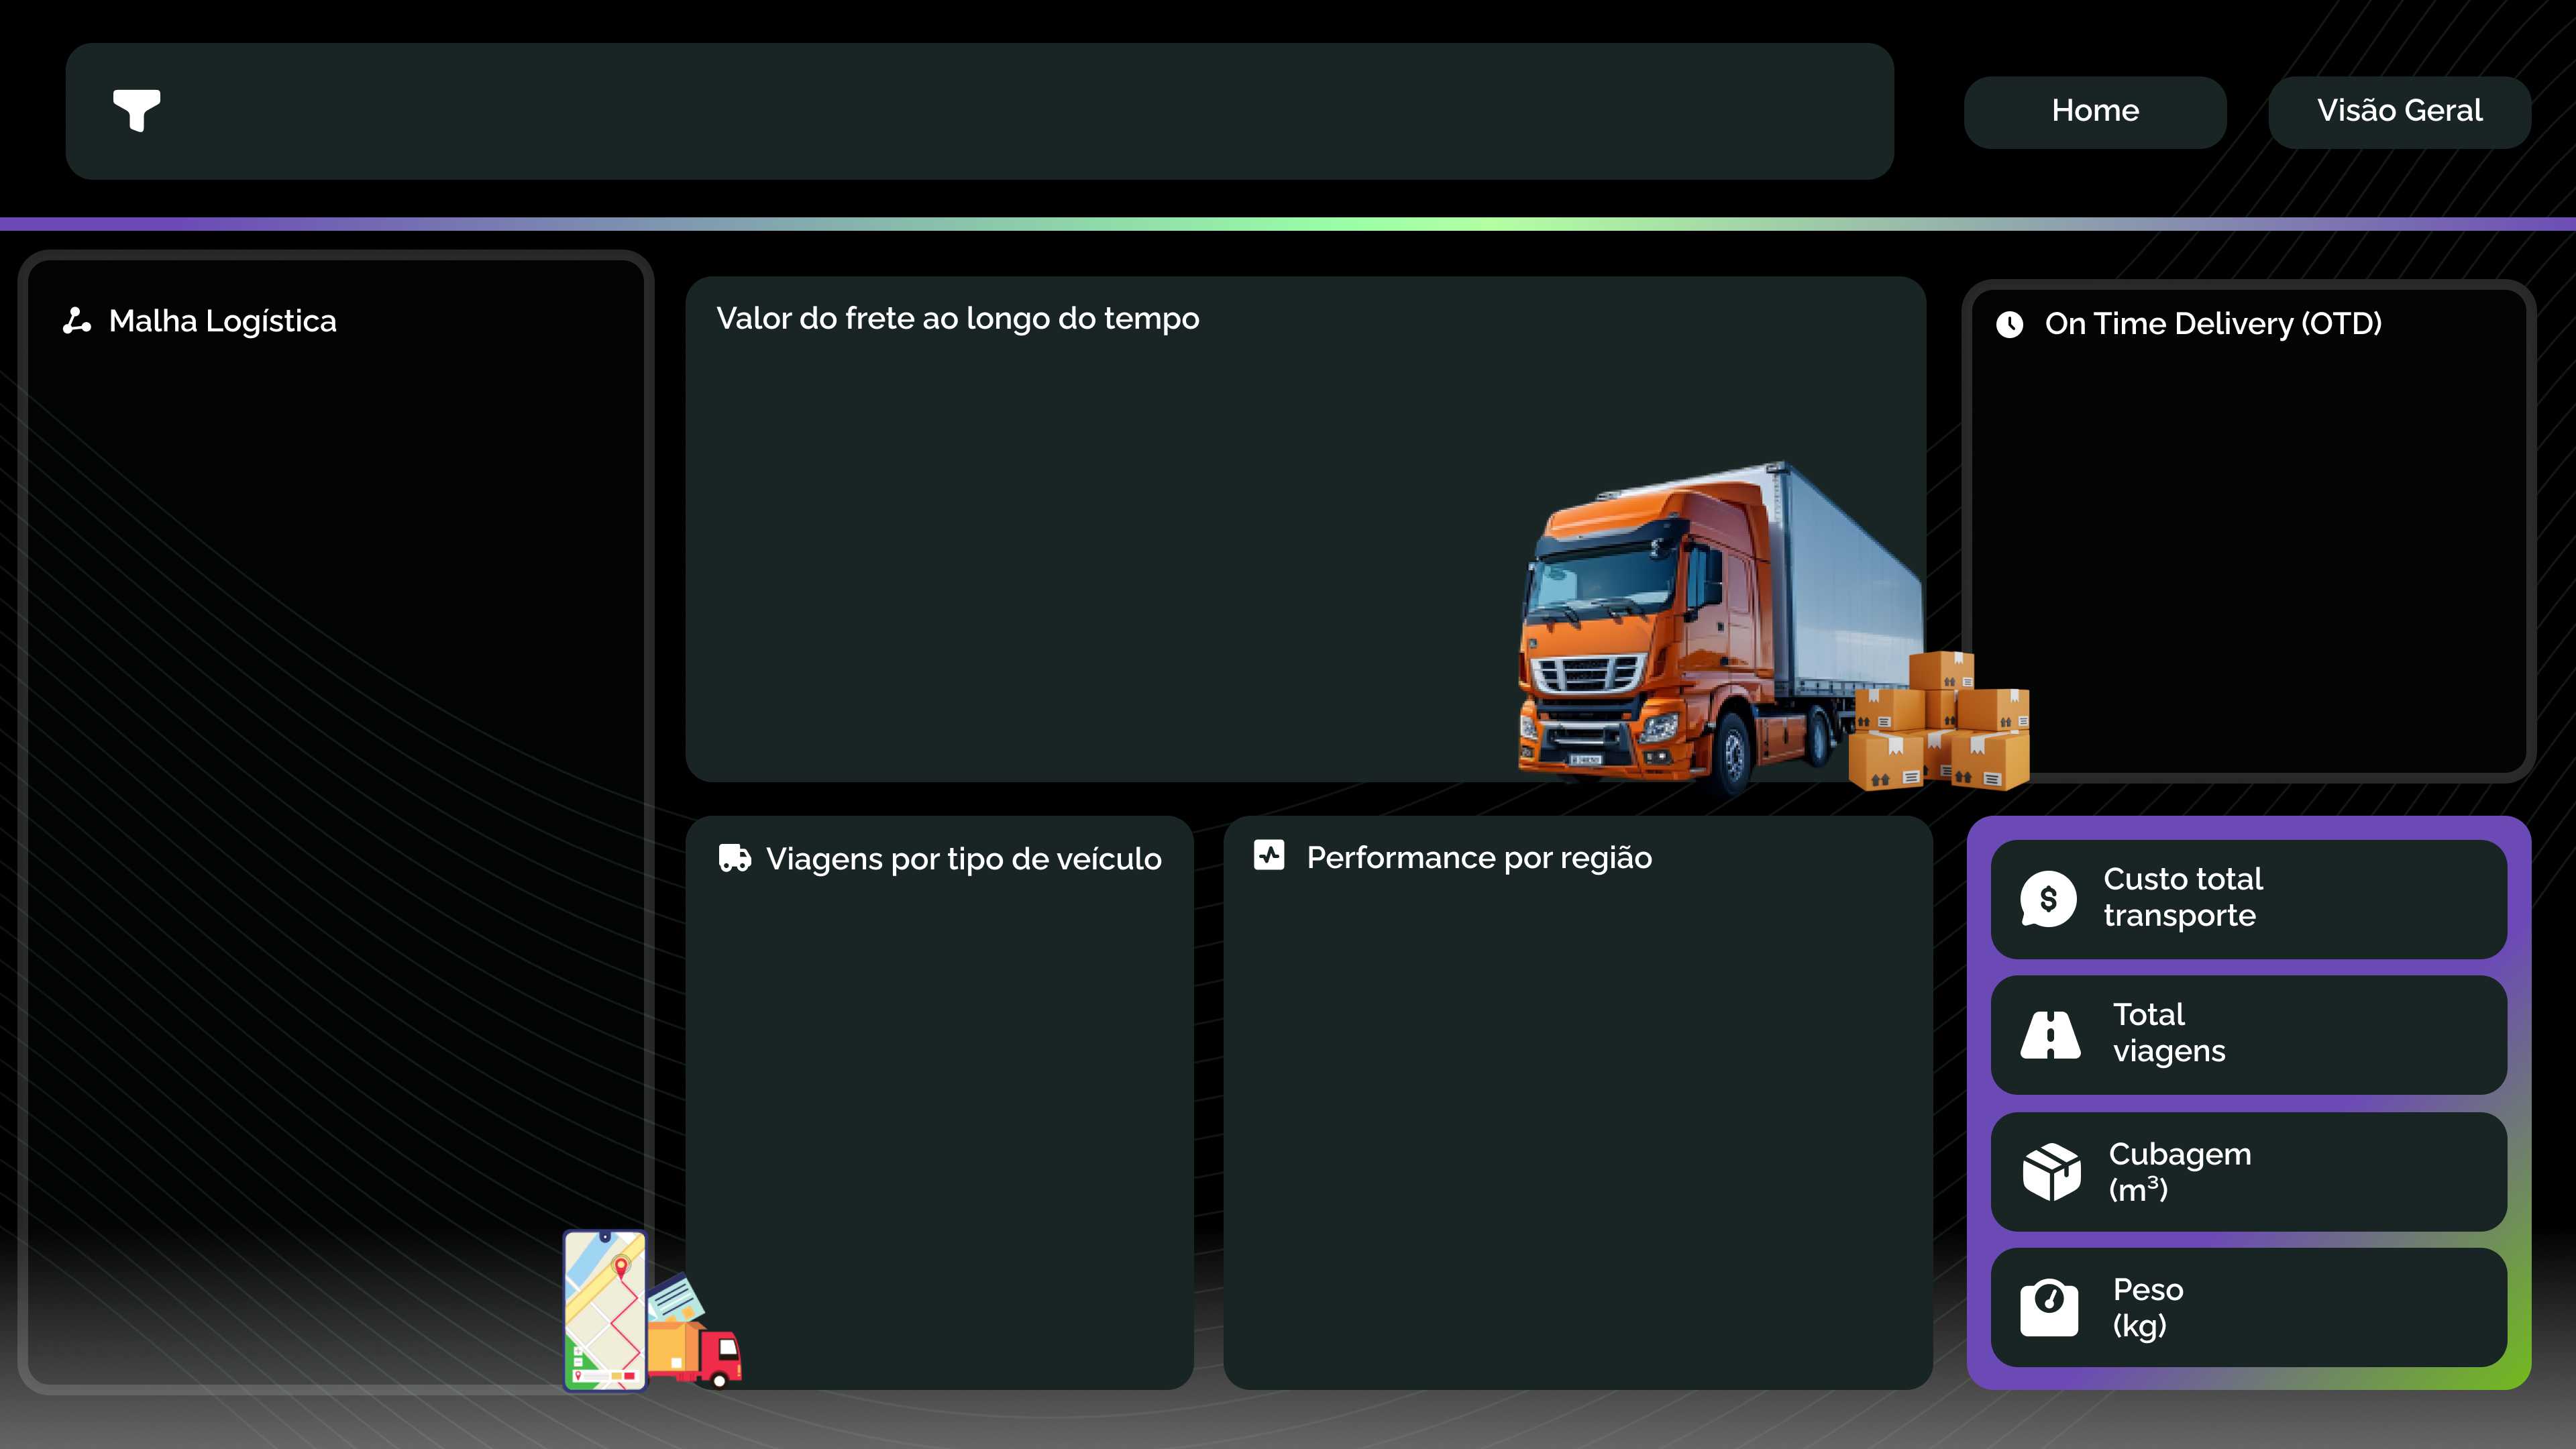 Home
Visão Geral
Malha Logística
Valor do frete ao longo do tempo
On Time Delivery (OTD)
Viagens por tipo de veículo
Performance por região
$
Custo total
transporte
Total
viagens
Cubagem
(m³)
Peso
(kg)